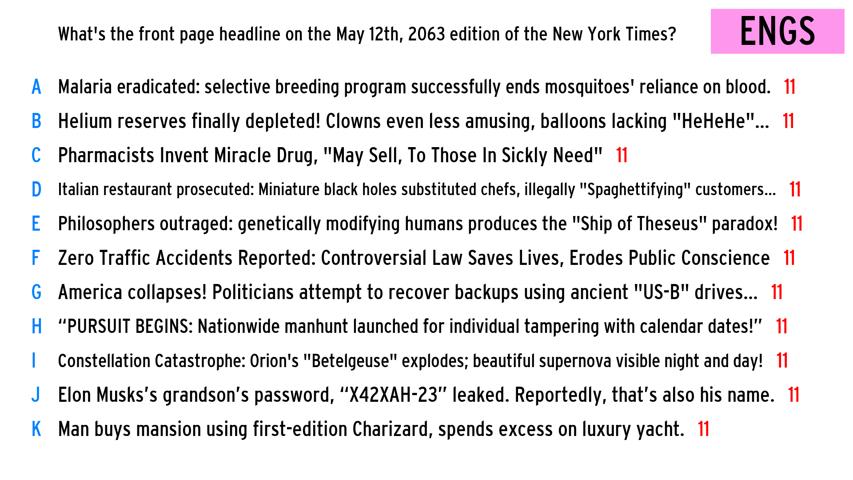 What's the front page headline on the May 12th, 2063 edition of the New York Times?
ENGS
A Malaria eradicated: selective breeding program successfully ends mosquitoes' reliance on blood. 11
B Helium reserves finally depleted! Clowns even less amusing, balloons lacking "HeHeHe"... 11
C Pharmacists Invent Miracle Drug, "May Sell, To Those In Sickly Need" 11
D Italian restaurant prosecuted: Miniature black holes substituted chefs, illegally "Spaghettifying" customers... 11
E Philosophers outraged: genetically modifying humans produces the "Ship of Theseus" paradox! 11
F Zero Traffic Accidents Reported: Controversial Law Saves Lives, Erodes Public Conscience 11
G America collapses! Politicians attempt to recover backups using ancient "US-B" drives... 11
H “PURSUIT BEGINS: Nationwide manhunt launched for individual tampering with calendar dates!” 11
I Constellation Catastrophe: Orion's "Betelgeuse" explodes; beautiful supernova visible night and day! 11
J Elon Musks’s grandson’s password, “X42XAH-23” leaked. Reportedly, that’s also his name. 11
K Man buys mansion using first-edition Charizard, spends excess on luxury yacht. 11